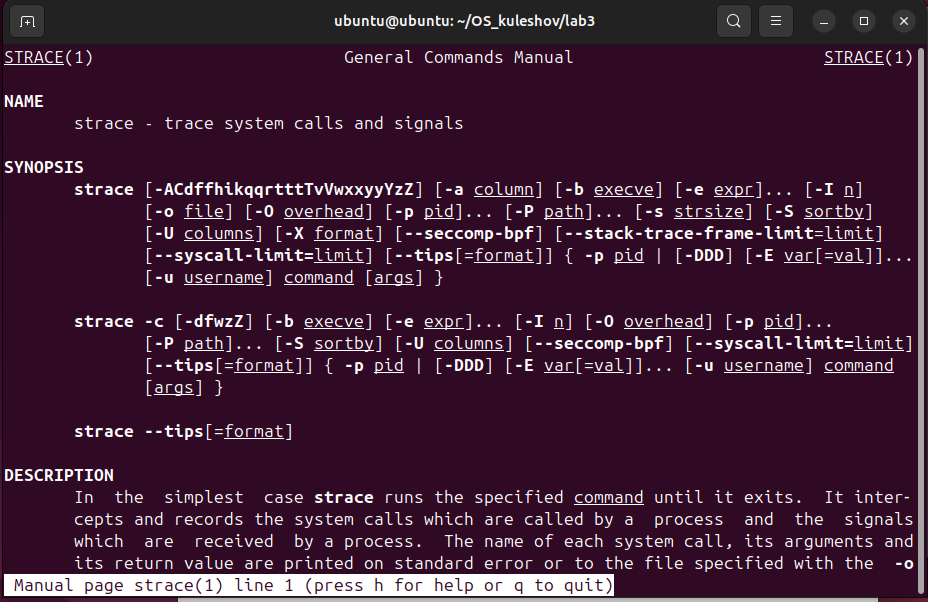 ubuntu@ubuntu: ~/OS_kuleshov/lab3
STRACE(1) General Commands Manual STRACE(1)
NAME
strace - trace system calls and signals
SYNOPSIS
strace [-ACdffhikqqrtttTvVwxxyyYzZ] [-a column] [-b execve] [-e expr]... [-I n]
[-o file] [-O overhead] [-p pid]... [-P path]... [-s strsize] [-S sortby]
[-U columns] [-X format] [--seccomp-bpf] [--stack-trace-frame-limit=limit]
[--syscall-limit=limit] [--tips[=format]] { -p pid | [-DDD] [-E var[=val]]...
[-u username] command [args] }
strace -c [-dfwzZ] [-b execve] [-e expr]... [-I n] [-O overhead] [-p pid]...
[-P path]... [-S sortby] [-U columns] [--seccomp-bpf] [--syscall-limit=limit]
[--tips[=format]] { -p pid | [-DDD] [-E var[=val]]... [-u username] command
[args] }
strace --tips[=format]
DESCRIPTION
In the simplest case strace runs the specified command until it exits. It inter-
cepts and records the system calls which are called by a process and the signals
which are received by a process. The name of each system call, its arguments and
its return value are printed on standard error or to the file specified with the -o
Manual page strace(1) line 1 (press h for help or q to quit)